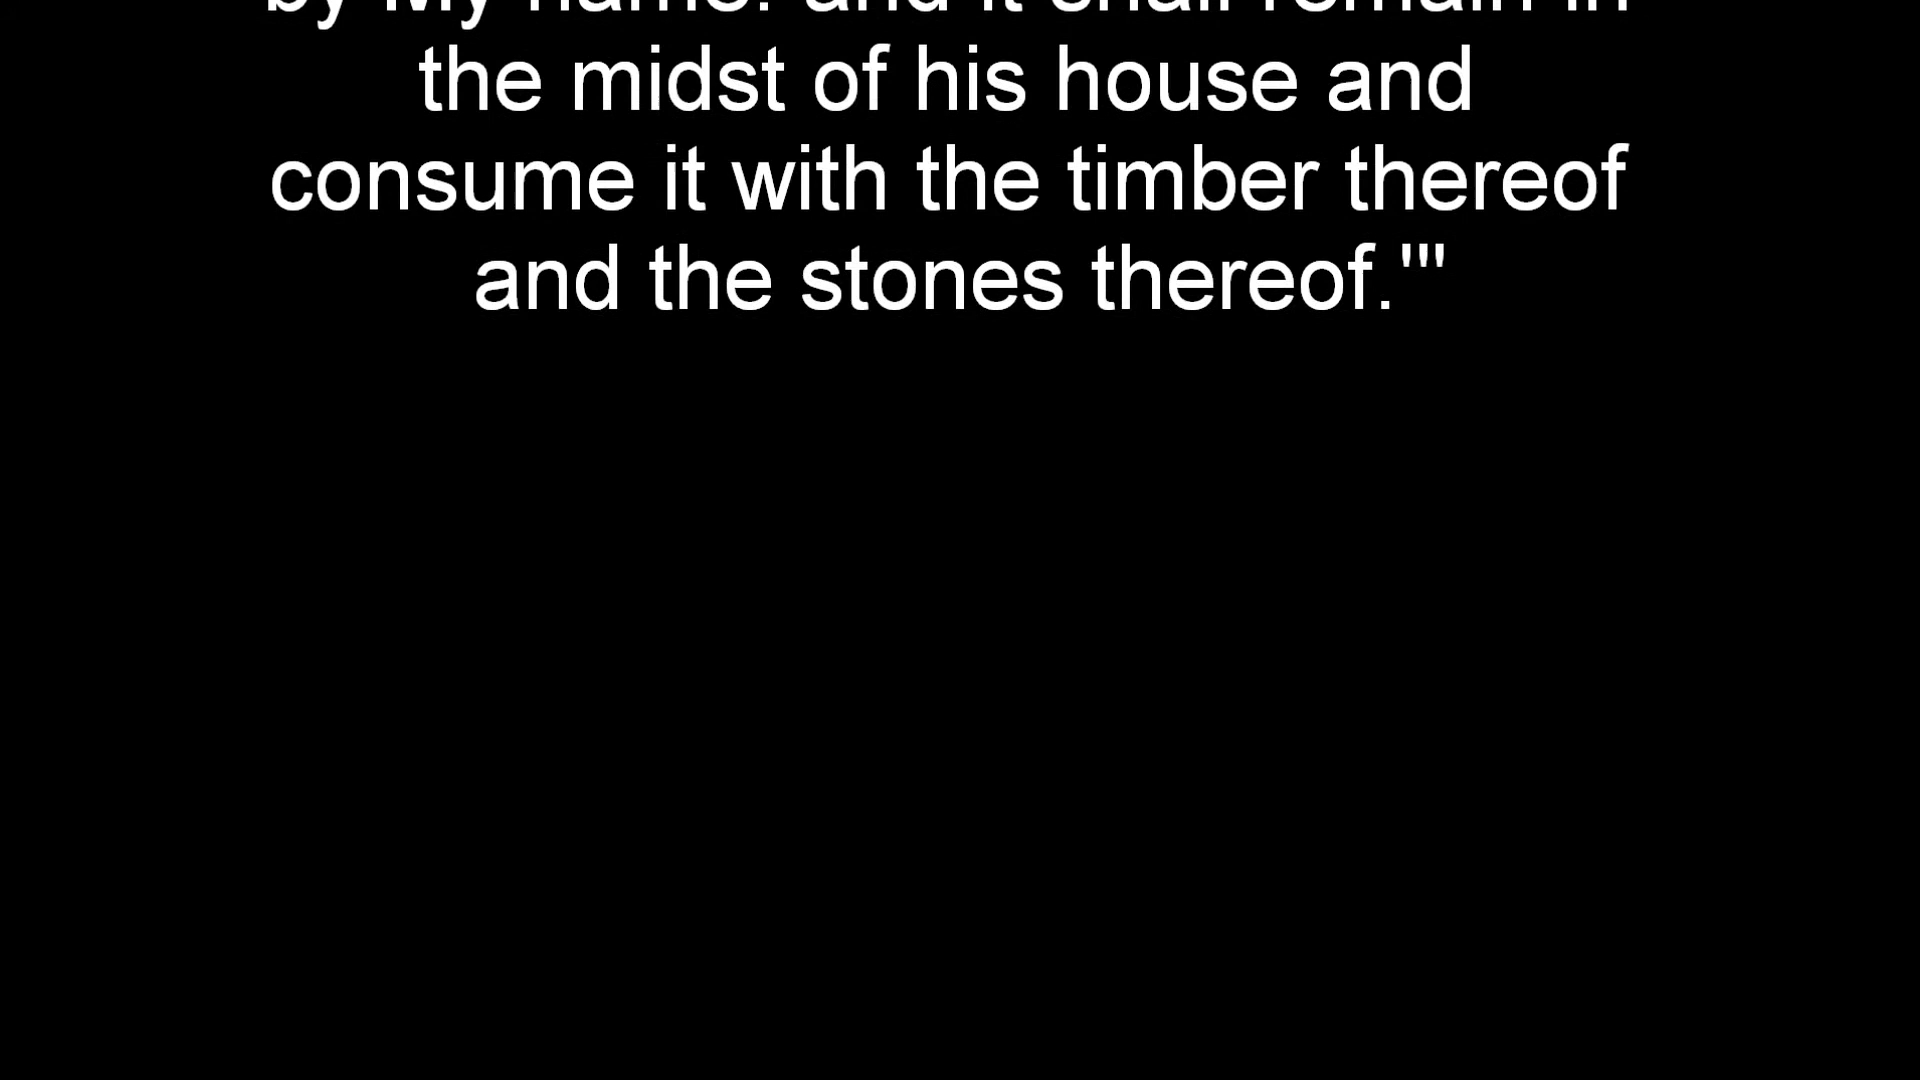 by My name: and it shall remain in
the midst of his house and
consume it with the timber thereof
and the stones thereof.'"